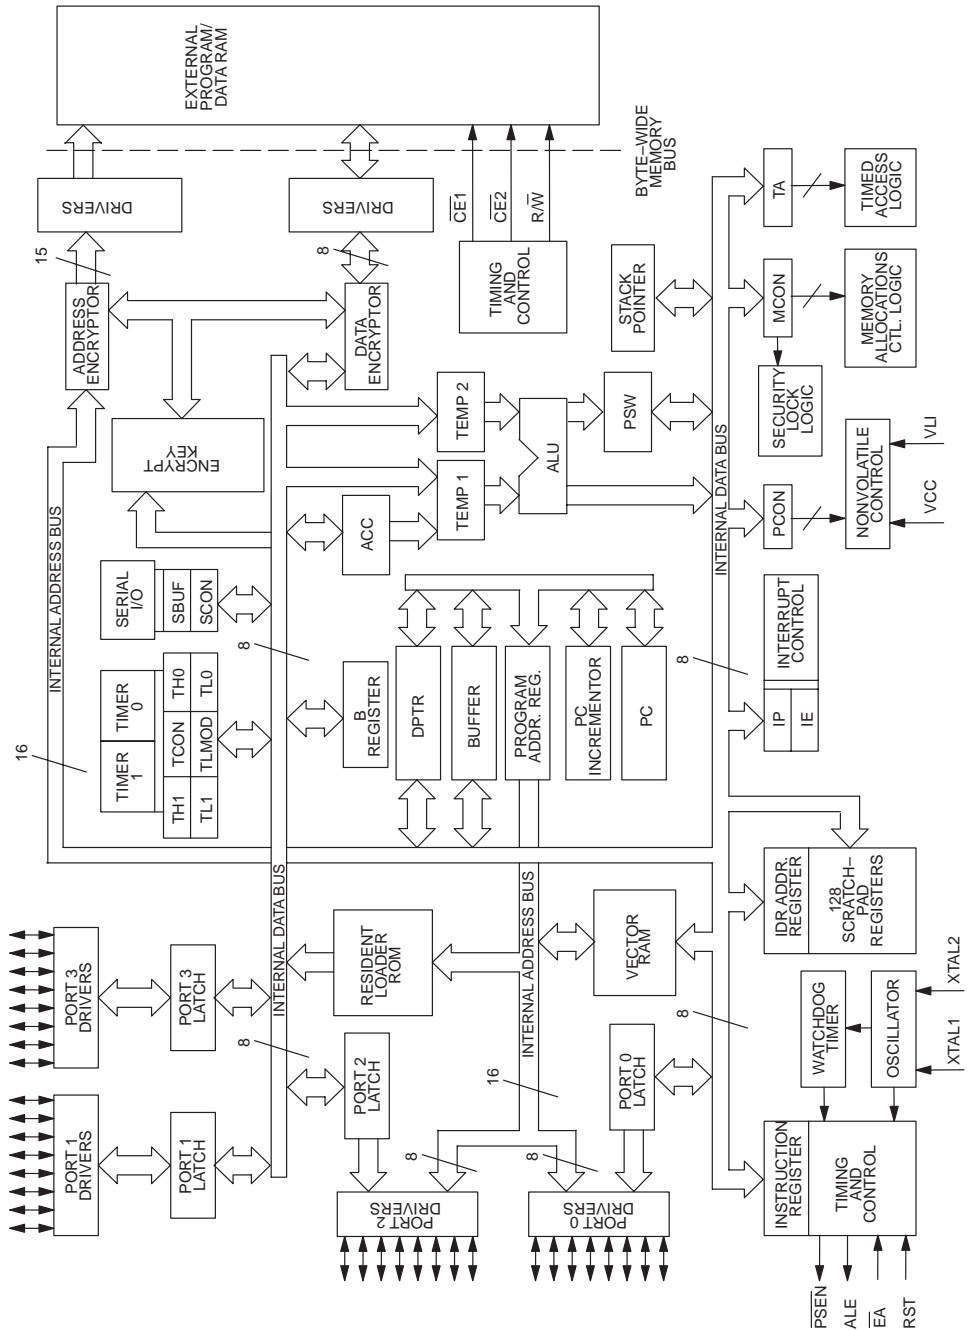 PORT 1
DRIVERS
PORT 3
DRIVERS
PORT 1
LATCH
PORT 3
LATCH
16
TIMER
1
TIMER
0
TH1
TCON
TH0
TL1
TLMOD
TL0
SERIAL
I/O
SBUF
SCON
INTERNAL ADDRESS BUS
ENCRYPT
KEY
ADDRESS
ENCRYPTOR
15
DRIVERS
EXTERNAL
PROGRAM/
DATA RAM
INTERNAL DATA BUS
8
8
PORT 2
LATCH
RESIDENT
LOADER
ROM
B
REGISTER
ACC
DATA
ENCRYPTOR
8
DRIVERS
PORT 2
DRIVERS
8
DPTR
BUFFER
PROGRAM
ADDR. REG.
PC
INCREMENTOR
PC
TEMP 1
TEMP 2
ALU
TIMING
AND
CONTROL
CE1
CE2
R/W
INTERNAL ADDRESS BUS
16
PORT 0
DRIVERS
8
PORT 0
LATCH
VECTOR
RAM
PSW
STACK
POINTER
BYTE–WIDE
MEMORY
BUS
INTERNAL DATA BUS
8
8
INSTRUCTION
REGISTER
TIMING
AND
CONTROL
WATCHDOG
TIMER
OSCILLATOR
IDR ADDR.
REGISTER
128
SCRATCH–
PAD
REGISTERS
IP
IE
INTERRUPT
CONTROL
PCON
NONVOLATILE
CONTROL
SECURITY
LOCK
LOGIC
MCON
MEMORY
ALLOCATIONS
CTL. LOGIC
TA
TIMED
ACCESS
LOGIC
PSEN
ALE
EA
RST
XTAL1
XTAL2
VCC
VLI